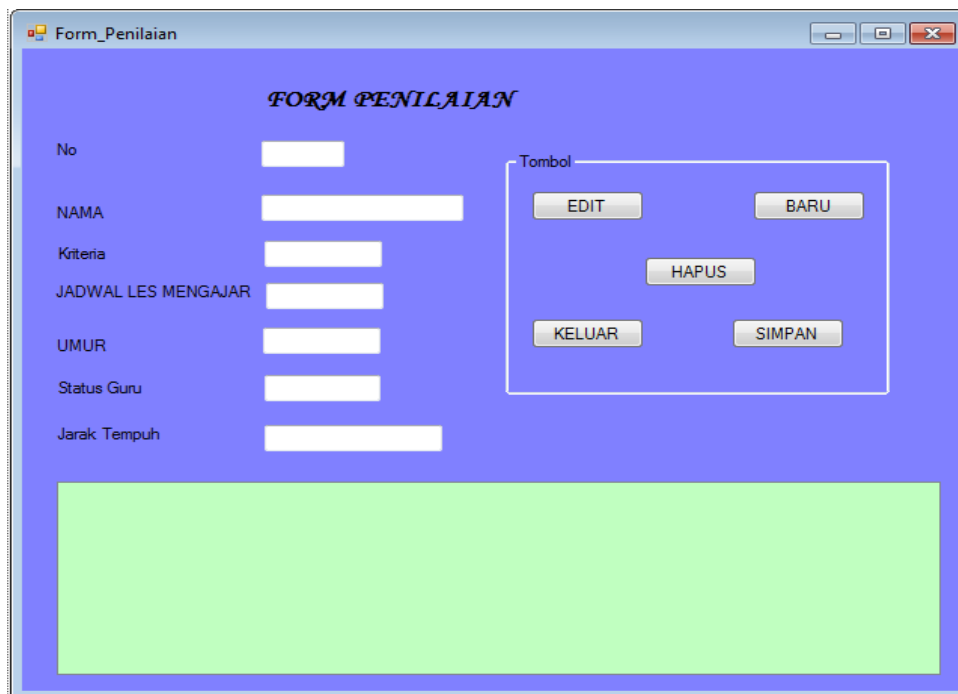 Form_Penilaian
FORM PENILAIAN
No
NAMA
Kriteria
JADWAL LES MENGAJAR
UMUR
Status Guru
Jarak Tempuh
Tombol
EDIT
BARU
HAPUS
KELUAR
SIMPAN